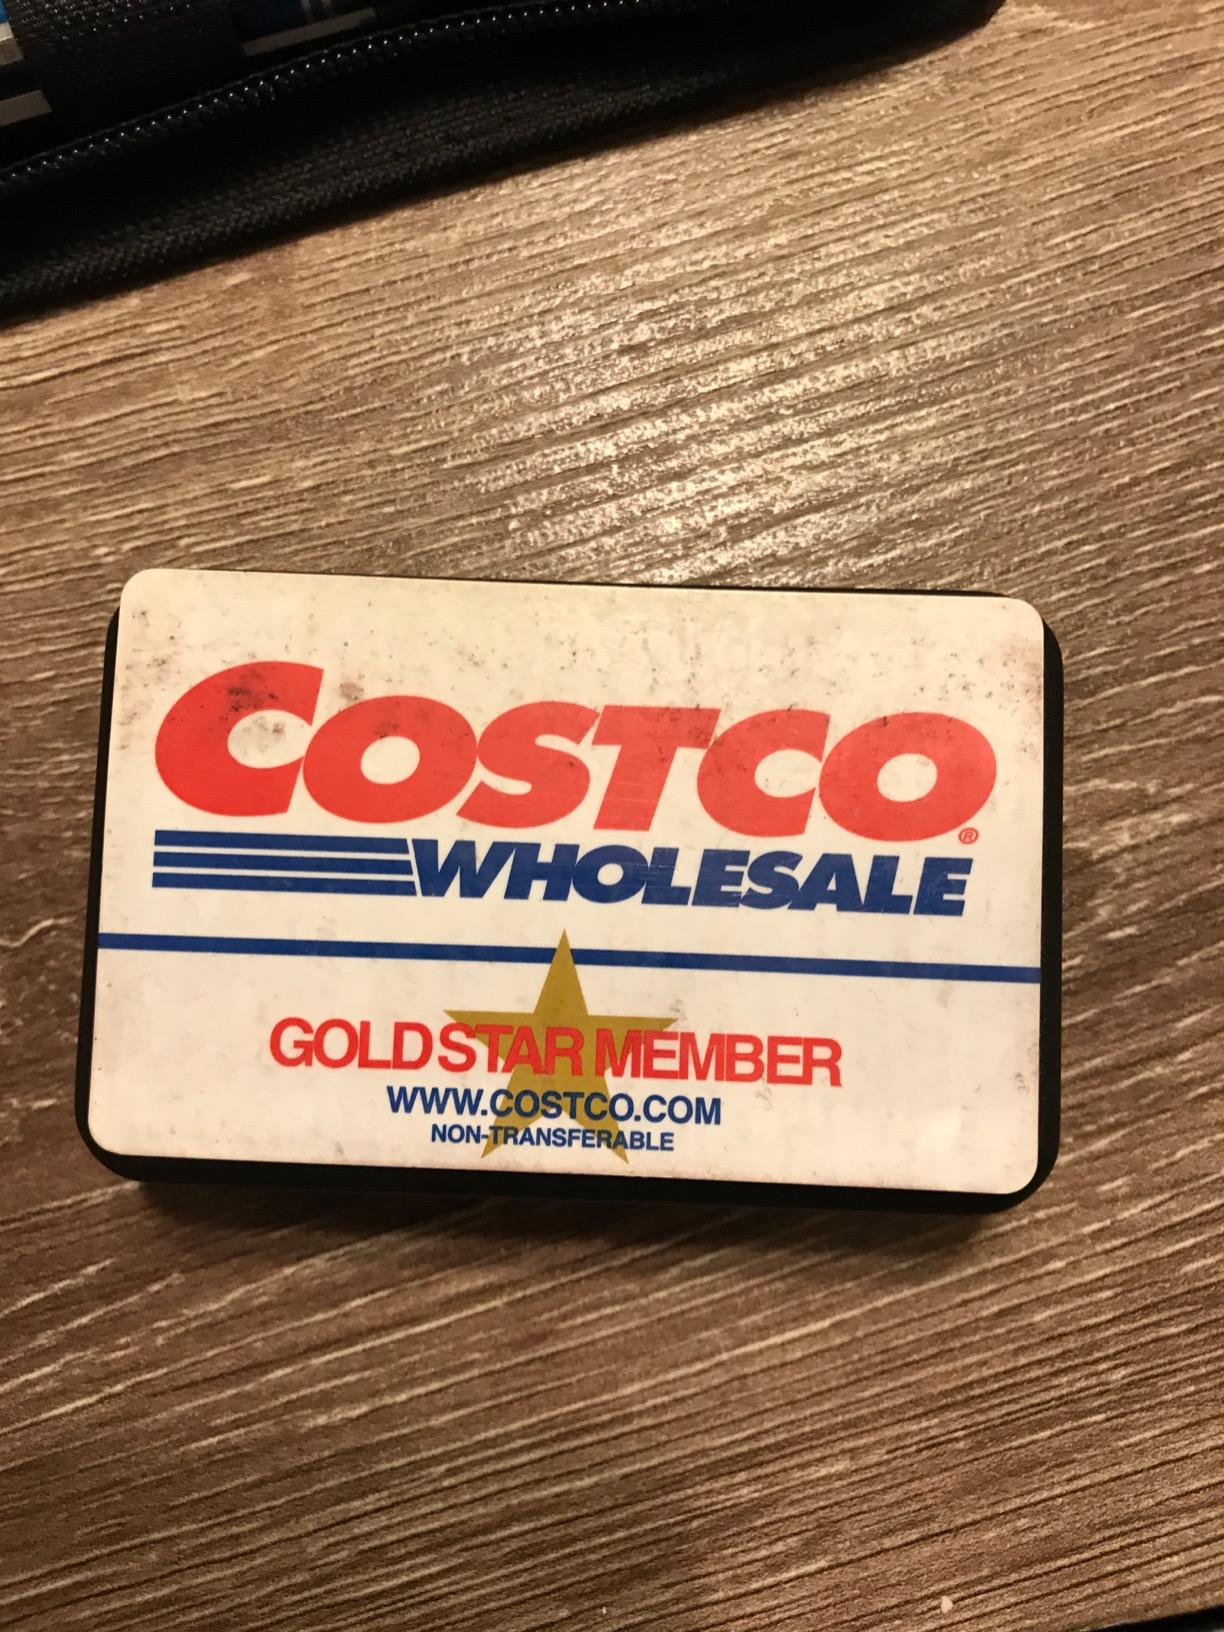 COSTCO®
WHOLESALE
GOLD STAR MEMBER
WWW.COSTCO.COM
NON-TRANSFERABLE